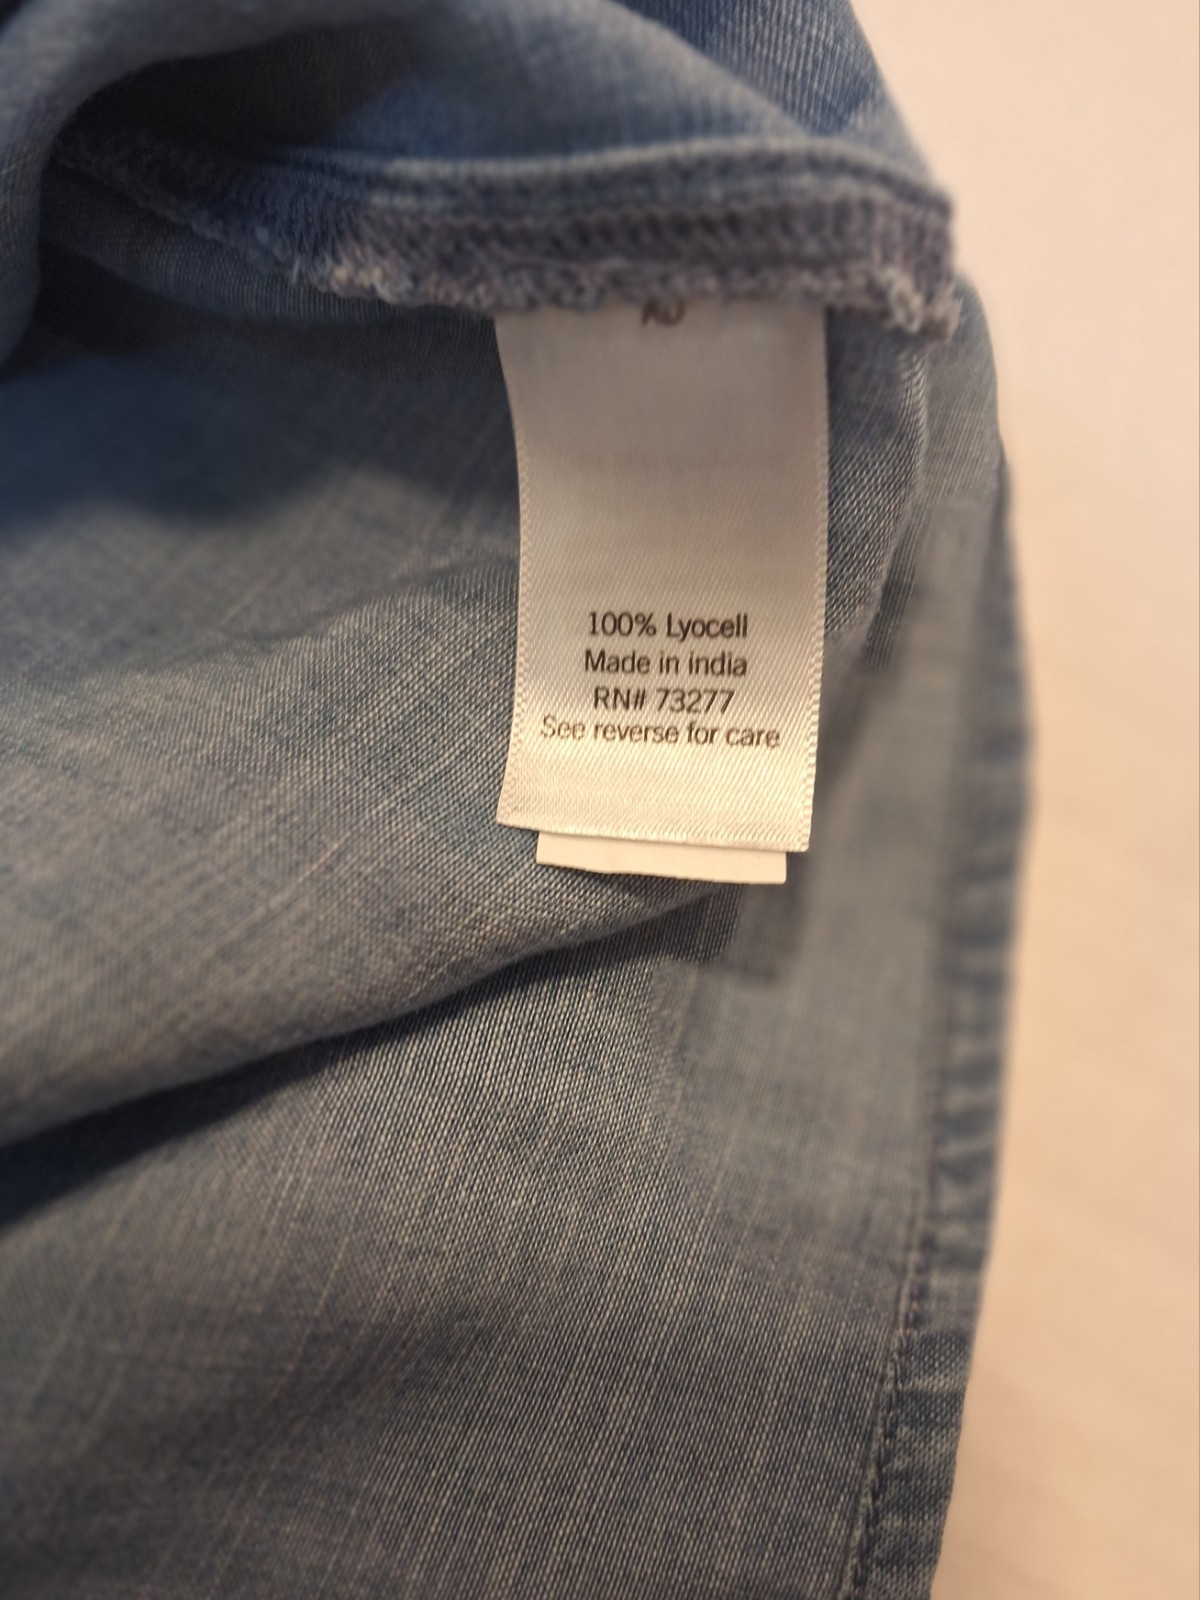 100% Lyocell
Made in india
RN# 73277
See reverse for care